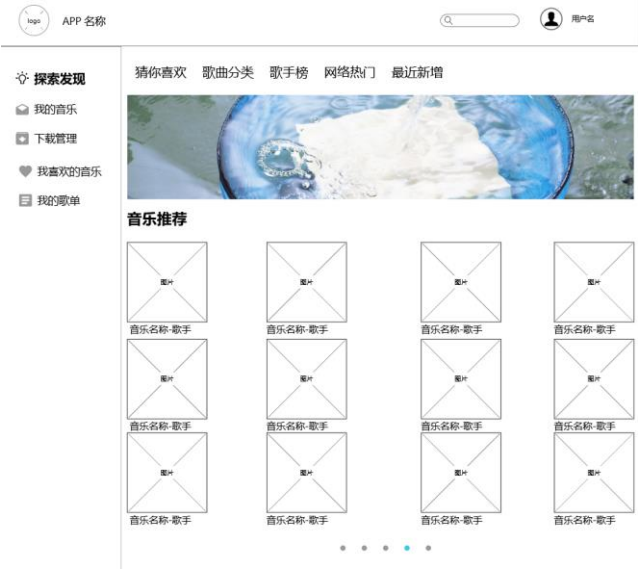 logo
APP 名称
用户名
探索发现
我的音乐
下载管理
我喜欢的音乐
我的歌单
猜你喜欢 歌曲分类 歌手榜 网络热门 最近新增
音乐推荐
图片 图片 图片 图片
音乐名称-歌手 音乐名称-歌手 音乐名称-歌手 音乐名称-歌手
图片 图片 图片 图片
音乐名称-歌手 音乐名称-歌手 音乐名称-歌手 音乐名称-歌手
图片 图片 图片 图片
音乐名称-歌手 音乐名称-歌手 音乐名称-歌手 音乐名称-歌手